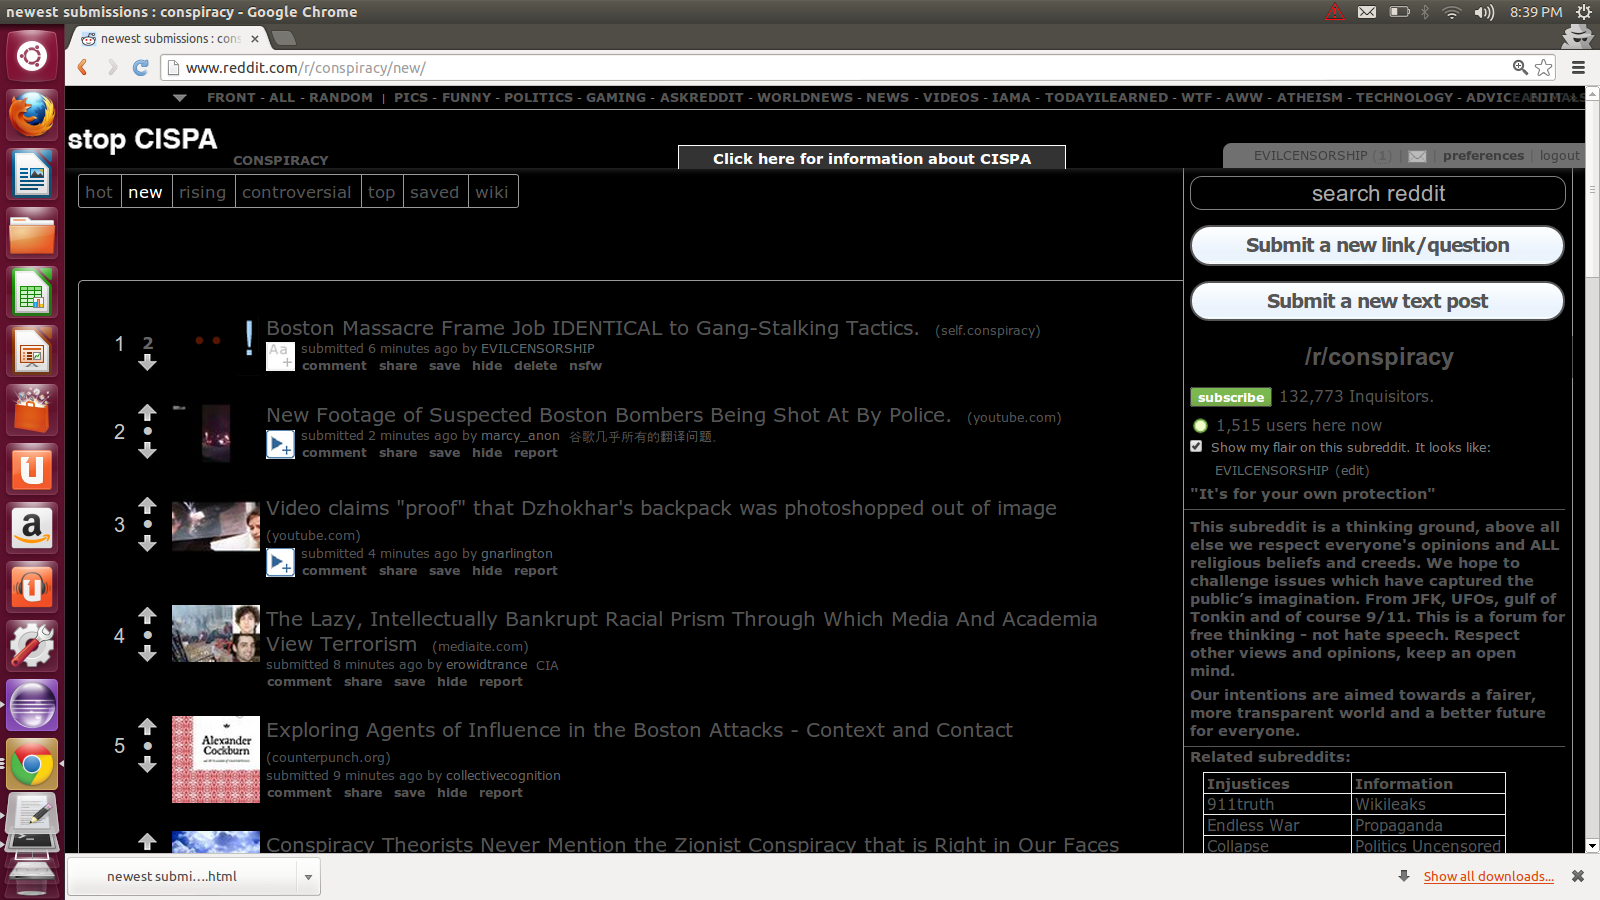 newest submissions : conspiracy - Google Chrome
8:39 PM
newest submissions : con
www.reddit.com/r/conspiracy/new/
FRONT - ALL - RANDOM | PICS - FUNNY - POLITICS - GAMING - ASKREDDIT - WORLDNEWS - NEWS - VIDEOS - IAMA - TODAYILEARNED - WTF - AWW - ATHEISM - TECHNOLOGY -
stop CISPA
CONSPIRACY
Click here for information about CISPA
EVILCENSORSHIP (1) | | preferences | logout
hot new rising controversial top saved wiki
1
2
!
Boston Massacre Frame Job IDENTICAL to Gang-Stalking Tactics. (self.conspiracy)
Aa
submitted 6 minutes ago by EVILCENSORSHIP
comment share save hide delete nsfw
2
New Footage of Suspected Boston Bombers Being Shot At By Police. (youtube.com)
submitted 2 minutes ago by marcy_anon 谷歌几乎所有的翻译问题.
comment share save hide report
3
Video claims "proof" that Dzhokhar's backpack was photoshopped out of image
(youtube.com)
submitted 4 minutes ago by gnarlington
comment share save hide report
4
The Lazy, Intellectually Bankrupt Racial Prism Through Which Media And Academia
View Terrorism (mediaite.com)
submitted 8 minutes ago by erowidtrance CIA
comment share save hide report
5
Alexander
Cockburn
Exploring Agents of Influence in the Boston Attacks - Context and Contact
(counterpunch.org)
submitted 9 minutes ago by collectivecognition
comment share save hide report
Conspiracy Theorists Never Mention the Zionist Conspiracy that is Right in Our Faces
search reddit
Submit a new link/question
Submit a new text post
/r/conspiracy
subscribe 132,773 Inquisitors.
1,515 users here now
Show my flair on this subreddit. It looks like:
EVILCENSORSHIP (edit)
"It's for your own protection"
This subreddit is a thinking ground, above all
else we respect everyone's opinions and ALL
religious beliefs and creeds. We hope to
challenge issues which have captured the
public's imagination. From JFK, UFOs, gulf of
Tonkin and of course 9/11. This is a forum for
free thinking - not hate speech. Respect
other views and opinions, keep an open
mind.
Our intentions are aimed towards a fairer,
more transparent world and a better future
for everyone.
Related subreddits:
Injustices Information
911truth Wikileaks
Endless War Propaganda
Collapse Politics Uncensored
newest submi....html
Show all downloads...